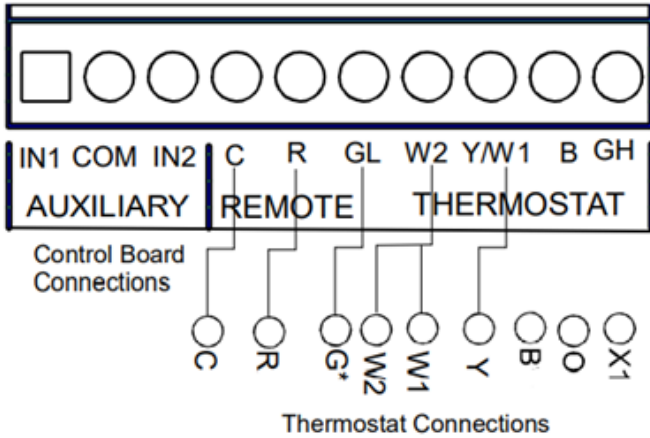 IN1 COM IN2 C R GL W2 Y/W1 B GH
AUXILIARY REMOTE THERMOSTAT
Control Board
Connections
C R G* W2 W1 Y B O X1
Thermostat Connections